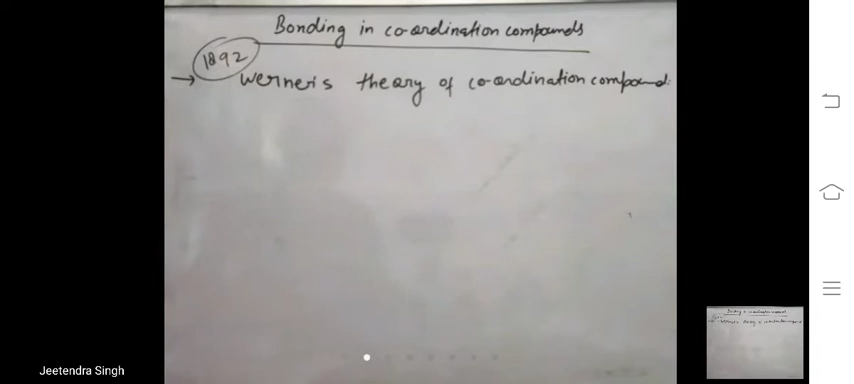 Bonding in co-ordination compounds
1892
→ Werner's theory of co-ordination compound.
Jeetendra Singh